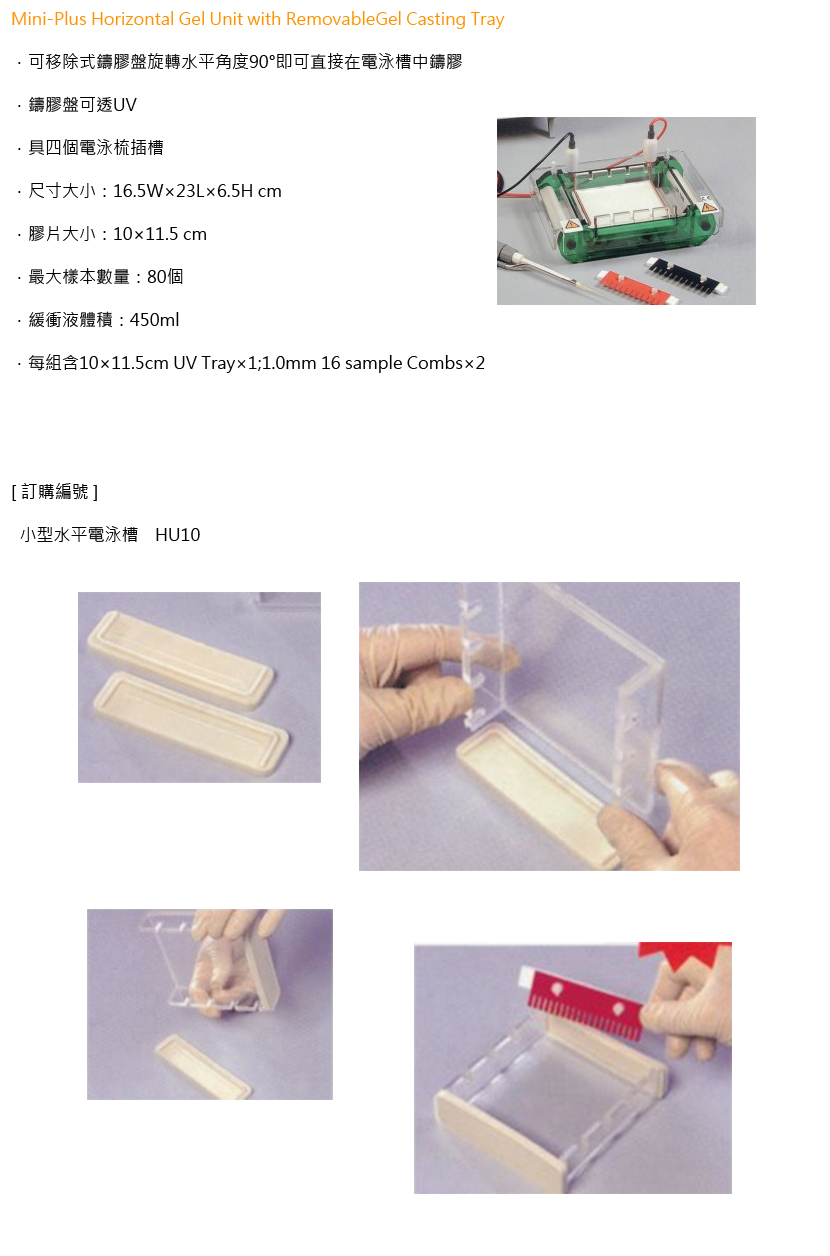 Mini-Plus Horizontal Gel Unit with RemovableGel Casting Tray
．可移除式鑄膠盤旋轉水平角度90°即可直接在電泳槽中鑄膠
．鑄膠盤可透UV
．具四個電泳梳插槽
．尺寸大小：16.5W×23L×6.5H cm
．膠片大小：10×11.5 cm
．最大樣本數量：80個
．緩衝液體積：450ml
．每組含10×11.5cm UV Tray×1;1.0mm 16 sample Combs×2
[ 訂購編號 ]
小型水平電泳槽　HU10